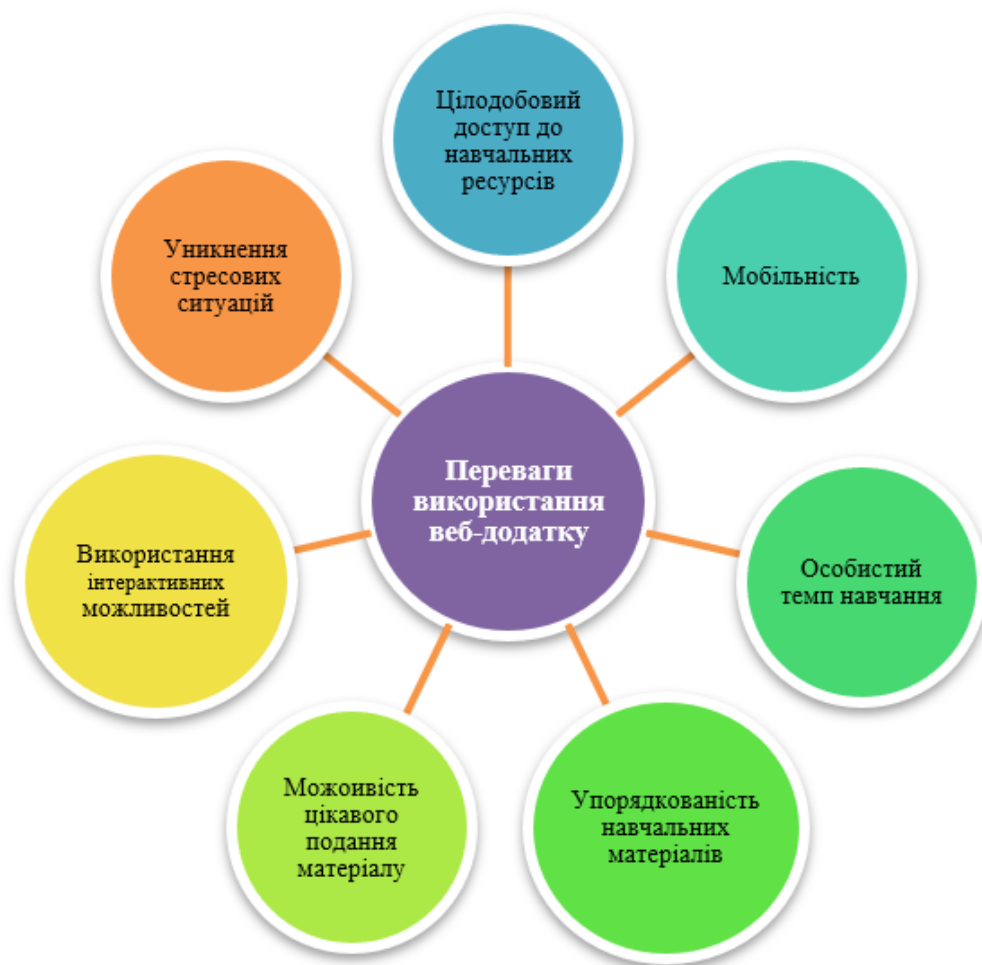 Цілодобовий
доступ до
навчальних
ресурсів
Мобільність
Особистий
темп навчання
Упорядкованість
навчальних
матеріалів
Можоивість
цікавого
подання
матеріалу
Використання
інтерактивних
можливостей
Уникнення
стресових
ситуацій
Переваги
використання
веб-додатку